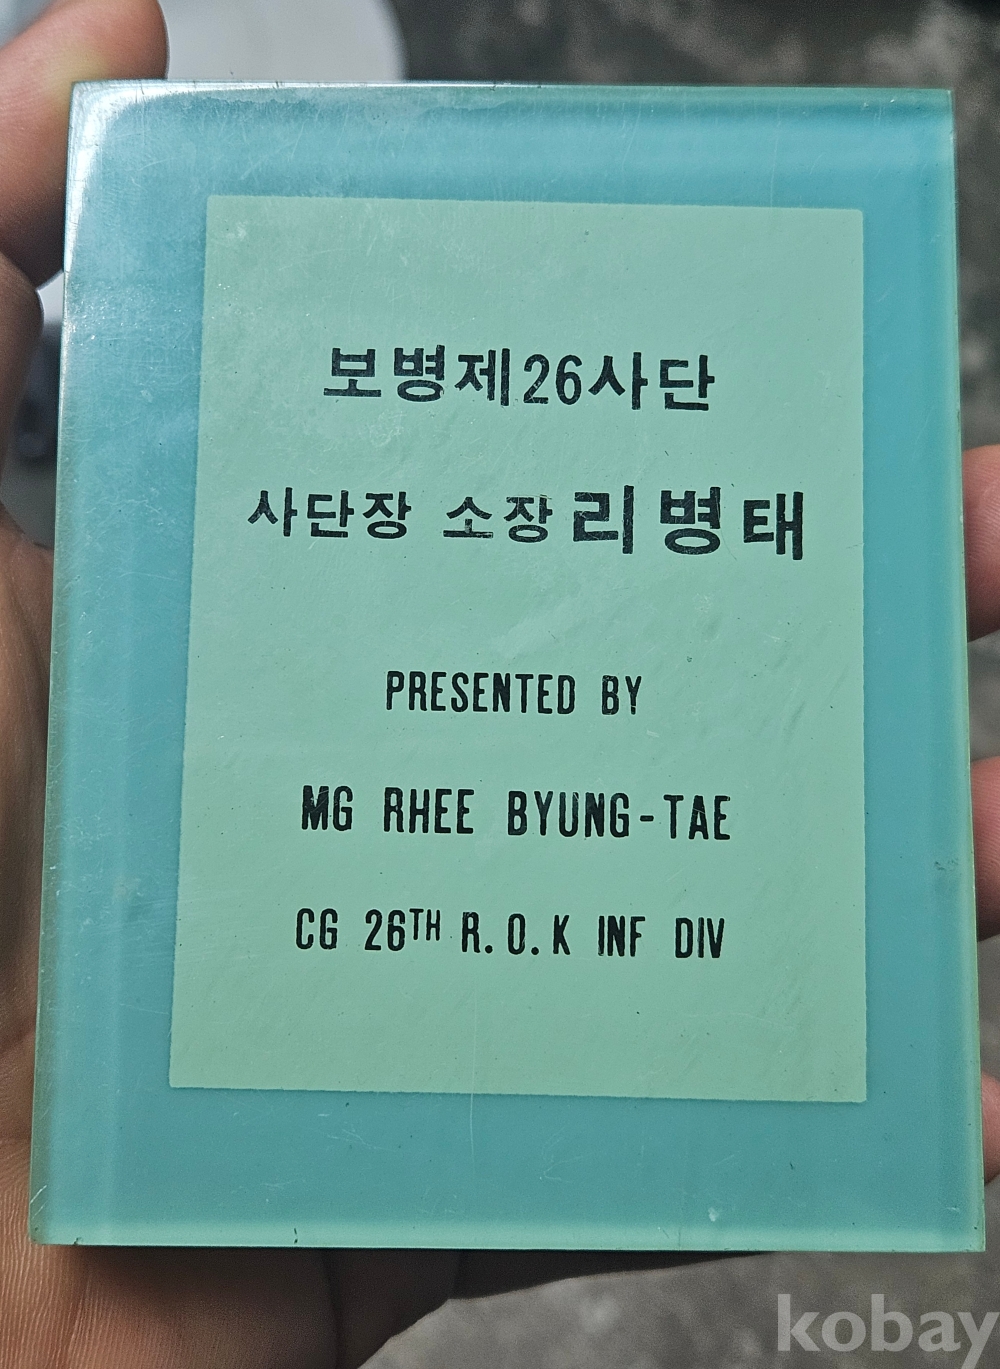 보병제26사단
사단장 소장 리병태
PRESENTED BY
MG RHEE BYUNG-TAE
CG 26TH R.O.K INF DIV
kobay